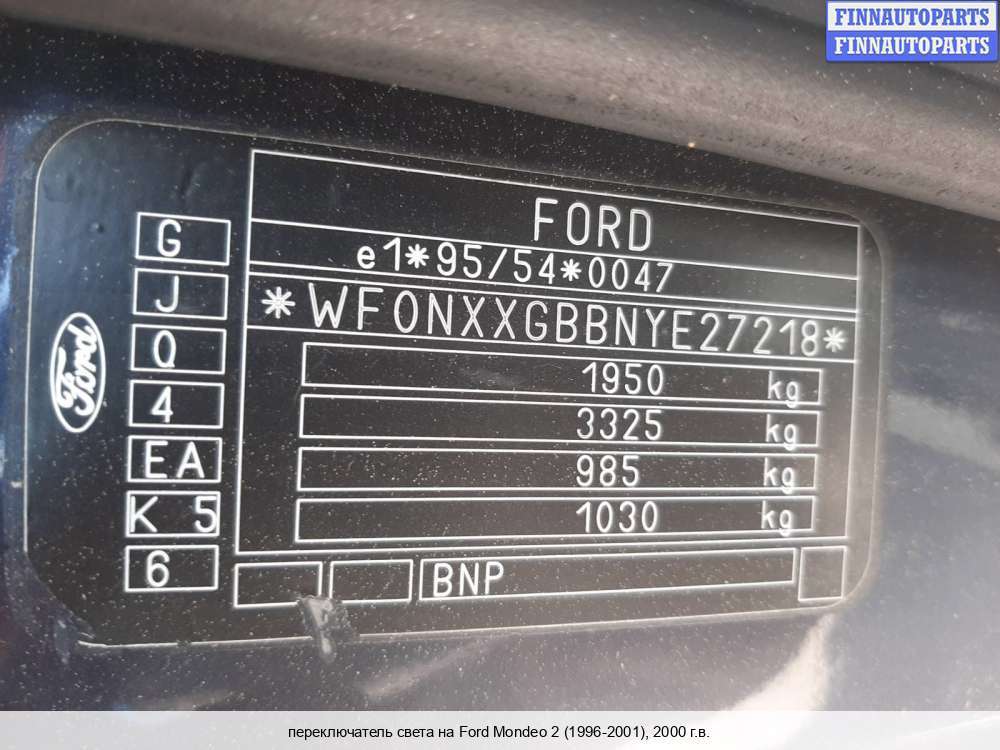 FINNAUTOPARTS
FINNAUTOPARTS
FORD
e1*95/54*0047
*WF0NXXGBBNYE27218*
1950 kg
3325 kg
985 kg
1030 kg
BNP
G
J
Q
4
EA
K 5
6
Ford
переключатель света на Ford Mondeo 2 (1996-2001), 2000 г.в.